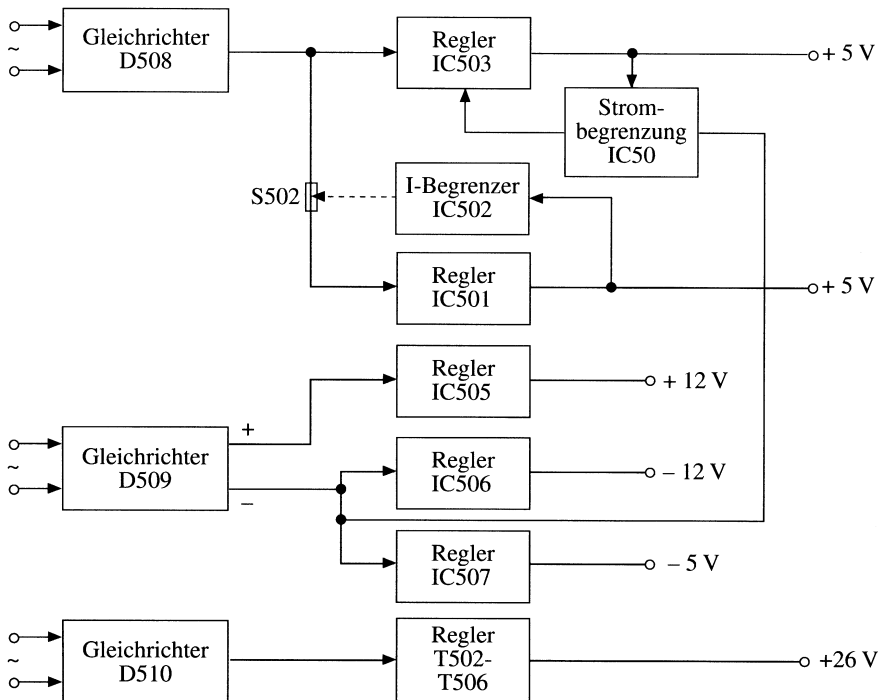 Gleichrichter
D508
~
Regler
IC503
+ 5 V
Strom-
begrenzung
IC50
S502
I-Begrenzer
IC502
Regler
IC501
+ 5 V
Regler
IC505
+ 12 V
~
Gleichrichter
D509
+
–
Regler
IC506
– 12 V
Regler
IC507
– 5 V
~
Gleichrichter
D510
Regler
T502-
T506
+26 V